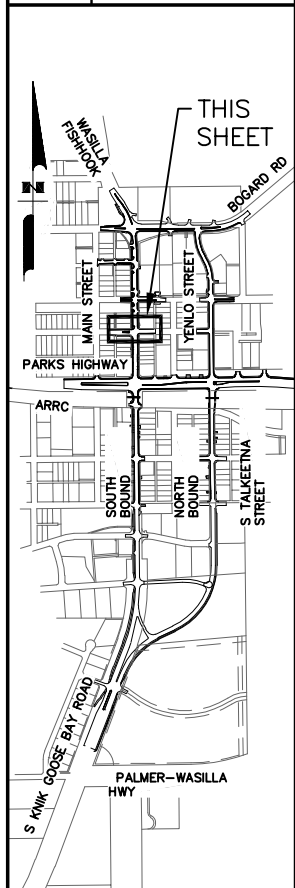 THIS
SHEET
WASILLA
FISHHOOK
BOGARD RD
N
MAIN STREET
YENLO STREET
PARKS HIGHWAY
ARRC
SOUTH
BOUND
NORTH
BOUND
S TALKEETNA
STREET
S KNIK GOOSE BAY ROAD
PALMER-WASILLA
HWY